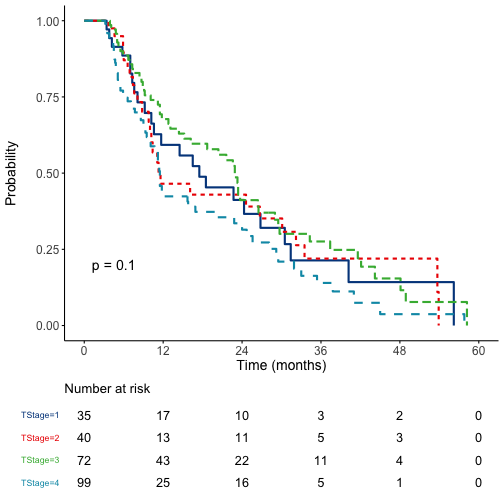 1.00
0.75
0.50
0.25
0.00
Probability
p = 0.1
0 12 24 36 48 60
Time (months)
Number at risk
TStage=1 35 17 10 3 2 0
TStage=2 40 13 11 5 3 0
TStage=3 72 43 22 11 4 0
TStage=4 99 25 16 5 1 0